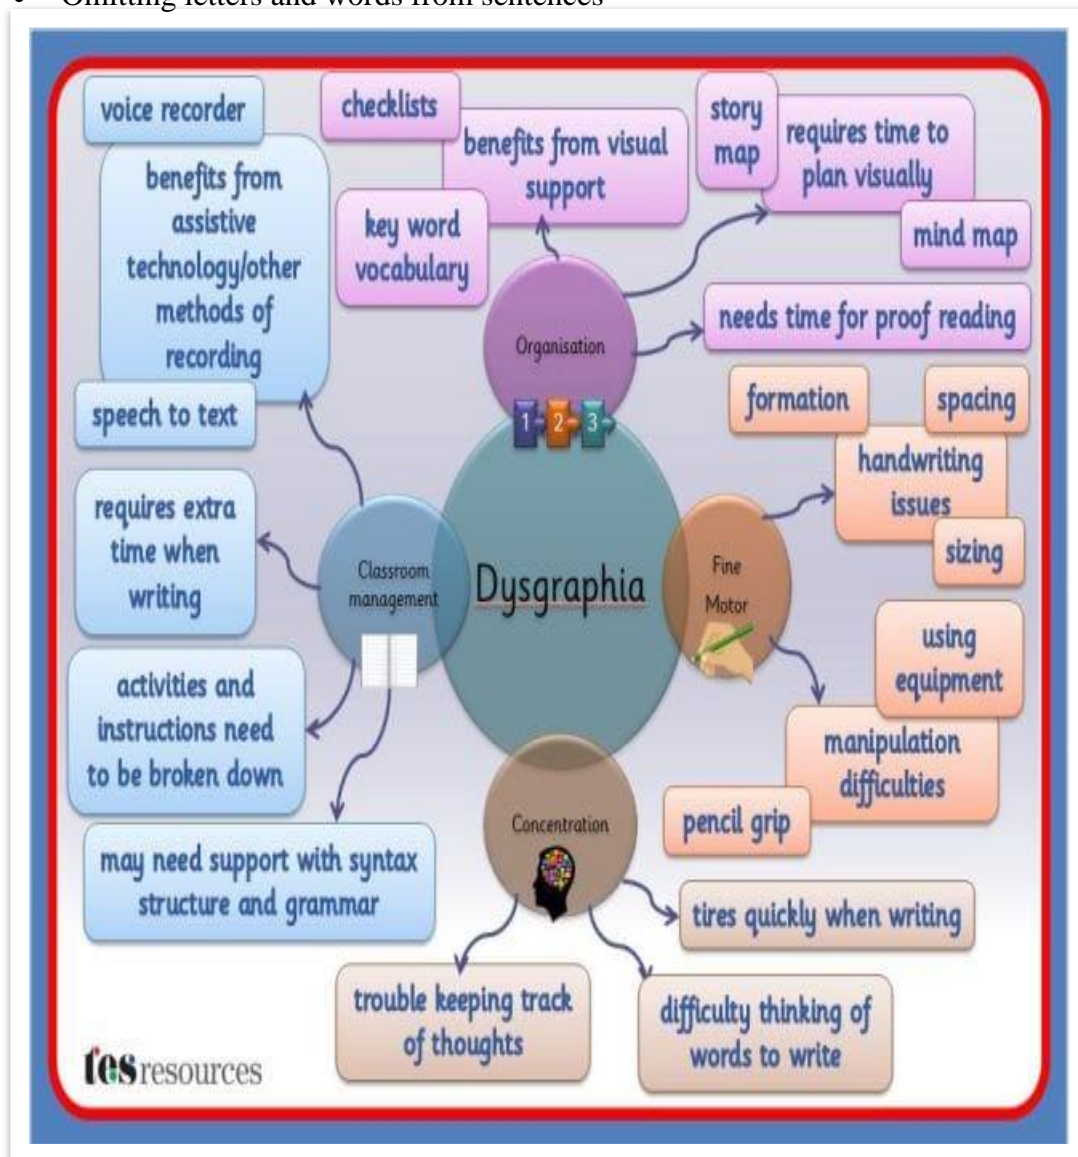 • Omitting letters and words from sentences
voice recorder
benefits from
assistive
technology/other
methods of
recording
speech to text
checklists
benefits from visual
support
key word
vocabulary
story
map
requires time to
plan visually
mind map
needs time for proof reading
Organisation
1 2 3
formation
spacing
handwriting
issues
sizing
requires extra
time when
writing
Classroom
management
Dysgraphia
Fine
Motor
using
equipment
manipulation
difficulties
pencil grip
activities and
instructions need
to be broken down
may need support with syntax
structure and grammar
Concentration
tires quickly when writing
trouble keeping track
of thoughts
difficulty thinking of
words to write
tes resources